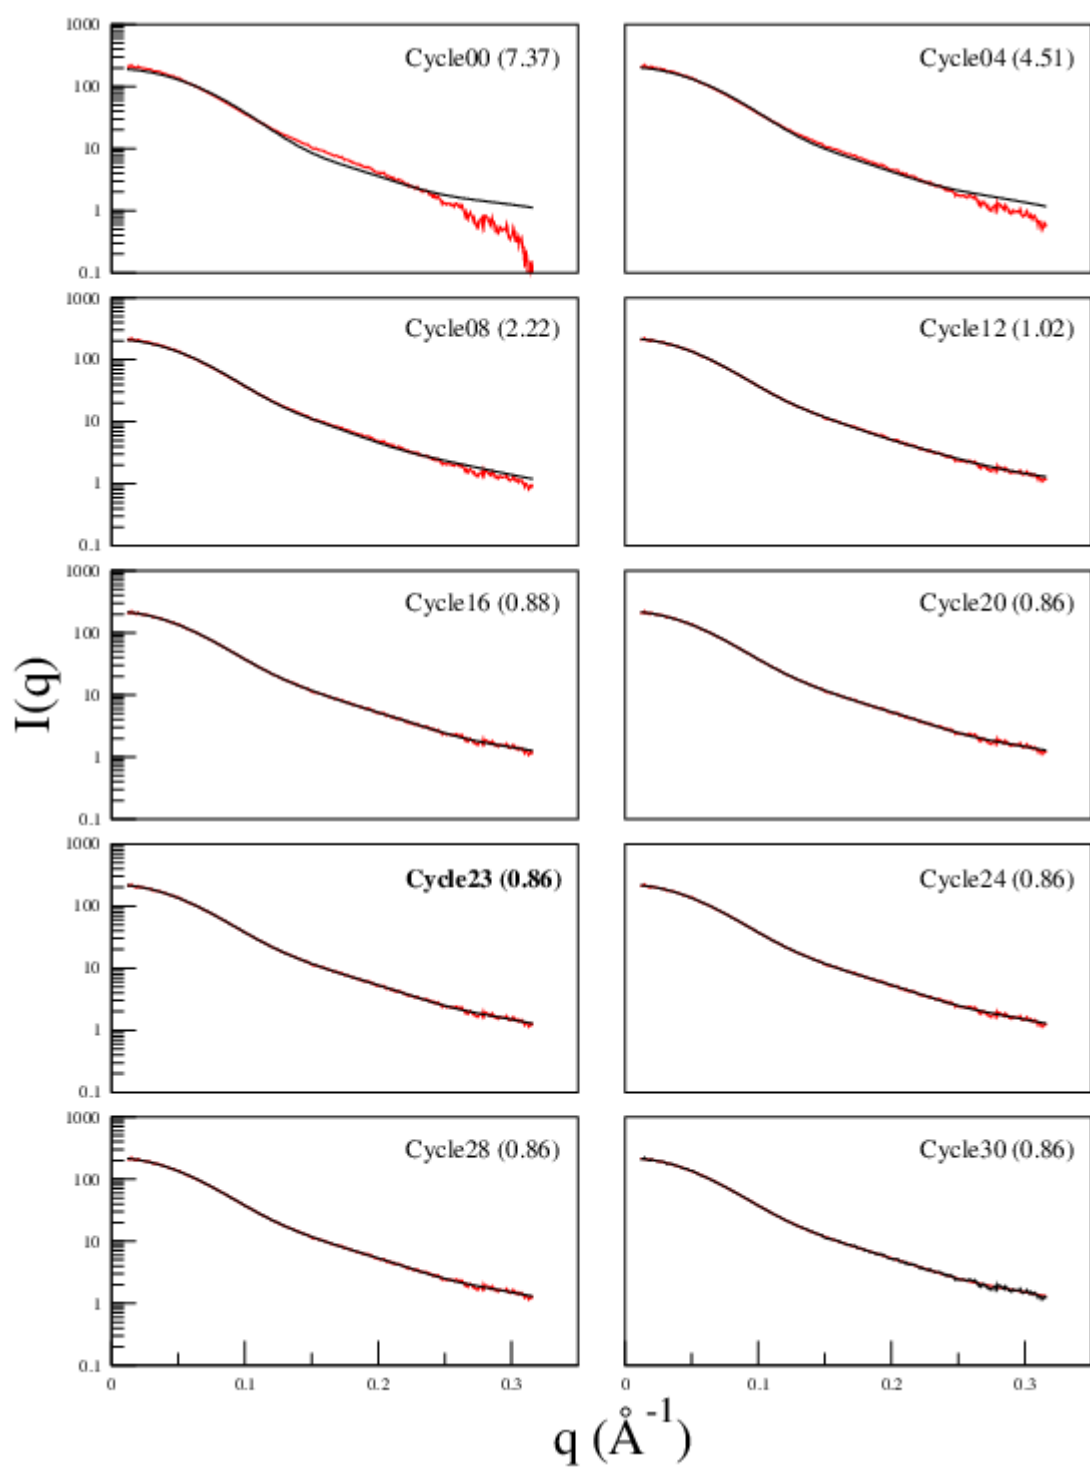 1000
100
10
1
0.1
Cycle00 (7.37)
Cycle04 (4.51)
1000
100
10
1
0.1
Cycle08 (2.22)
Cycle12 (1.02)
1000
100
10
1
0.1
Cycle16 (0.88)
Cycle20 (0.86)
I(q)
1000
100
10
1
0.1
Cycle23 (0.86)
Cycle24 (0.86)
1000
100
10
1
0.1
Cycle28 (0.86)
Cycle30 (0.86)
0 0.1 0.2 0.3
0 0.1 0.2 0.3
q (Å⁻¹)